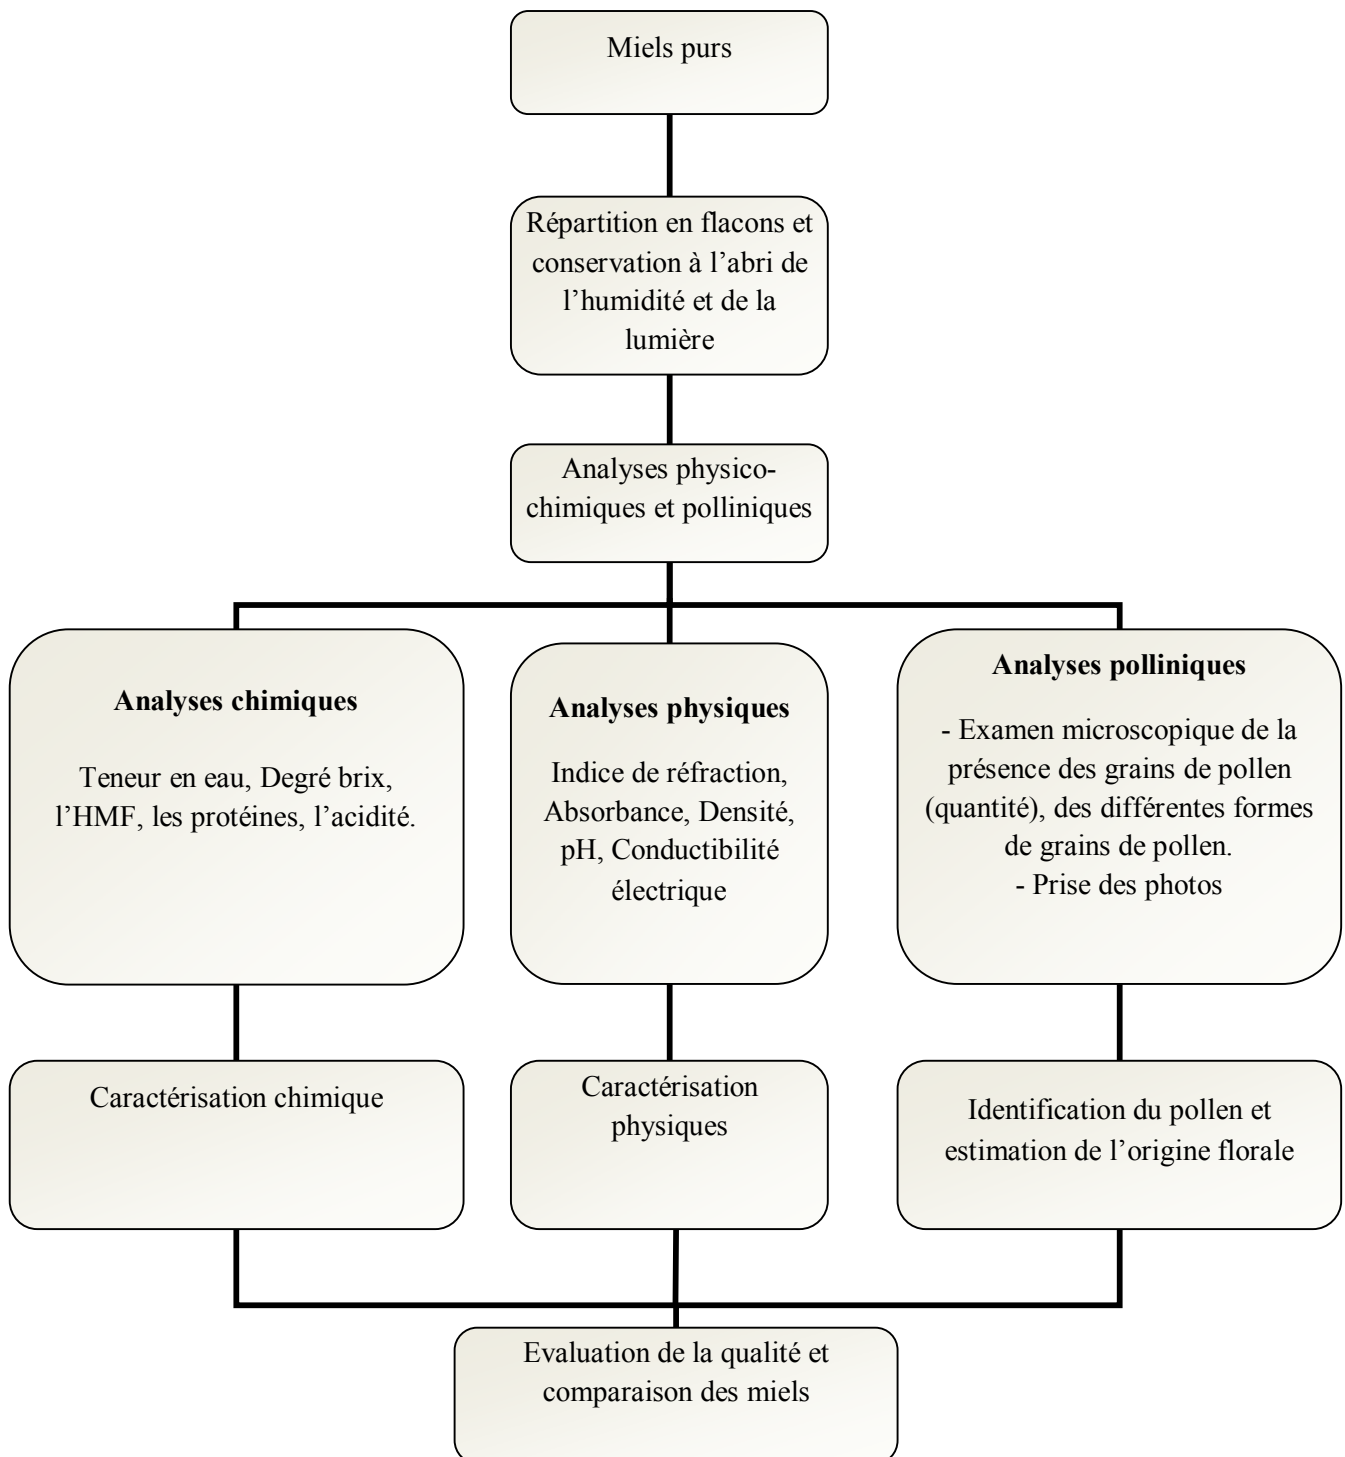 Miels purs
Répartition en flacons et
conservation à l’abri de
l’humidité et de la
lumière
Analyses physico-
chimiques et polliniques
Analyses chimiques
Teneur en eau, Degré brix,
l’HMF, les protéines, l’acidité.
Analyses physiques
Indice de réfraction,
Absorbance, Densité,
pH, Conductibilité
électrique
Analyses polliniques
- Examen microscopique de la
présence des grains de pollen
(quantité), des différentes formes
de grains de pollen.
- Prise des photos
Caractérisation chimique
Caractérisation
physiques
Identification du pollen et
estimation de l’origine florale
Evaluation de la qualité et
comparaison des miels